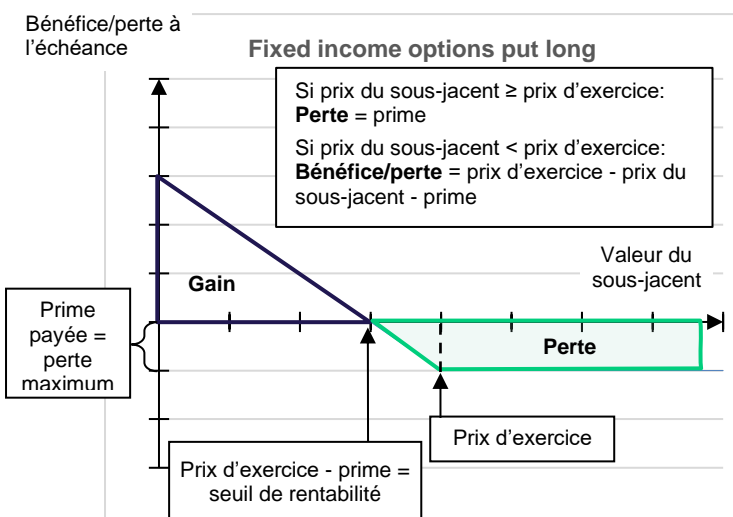 Bénéfice/perte à
l'échéance
Fixed income options put long
Si prix du sous-jacent ≥ prix d'exercice:
Perte = prime
Si prix du sous-jacent < prix d'exercice:
Bénéfice/perte = prix d'exercice - prix du
sous-jacent - prime
Valeur du
sous-jacent
Gain
Prime
payée =
perte
maximum
Perte
Prix d'exercice
Prix d'exercice - prime =
seuil de rentabilité